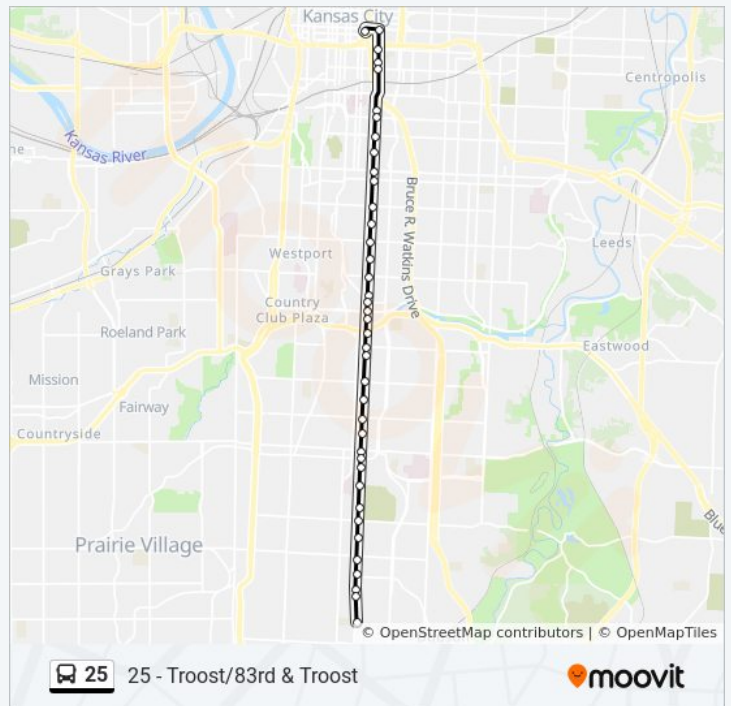 Kansas City
Centropolis
Kansas River
ne
Bruce R. Watkins Drive
Leeds
Westport
Grays Park
Country
Club Plaza
Roeland Park
Eastwood
Mission
Fairway
Countryside
Prairie Village
Blue
© OpenStreetMap contributors | © OpenMapTiles
25
25 - Troost/83rd & Troost
moovit